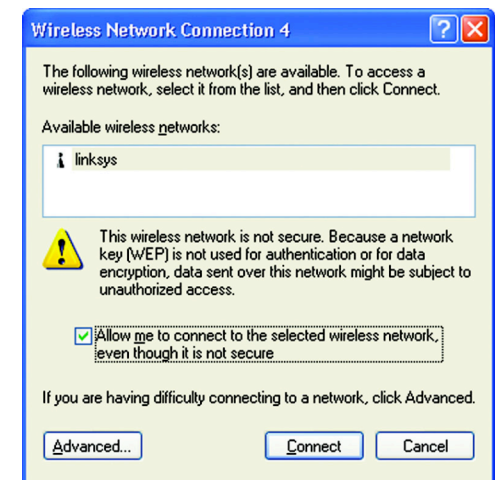 Wireless Network Connection 4
The following wireless network(s) are available. To access a
wireless network, select it from the list, and then click Connect.
Available wireless networks:
linksys
This wireless network is not secure. Because a network
key (WEP) is not used for authentication or for data
encryption, data sent over this network might be subject to
unauthorized access.
Allow me to connect to the selected wireless network,
even though it is not secure
If you are having difficulty connecting to a network, click Advanced.
Advanced... Connect Cancel